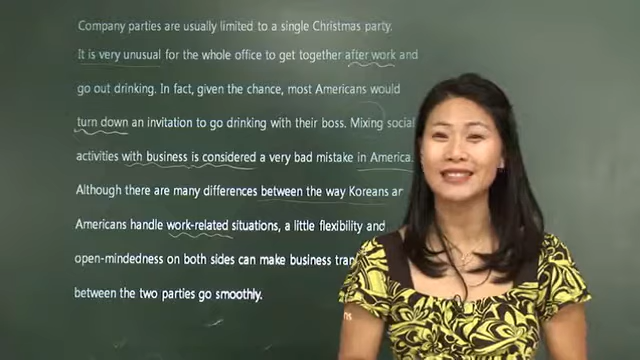 Company parties are usually limited to a single Christmas party.
It is very unusual for the whole office to get together after work and
go out drinking. In fact, given the chance, most Americans would
turn down an invitation to go drinking with their boss. Mixing social
activities with business is considered a very bad mistake in America.
Although there are many differences between the way Koreans
Americans handle work-related situations, a little flexibility and
open-mindedness on both sides can make business
between the two parties go smoothly.